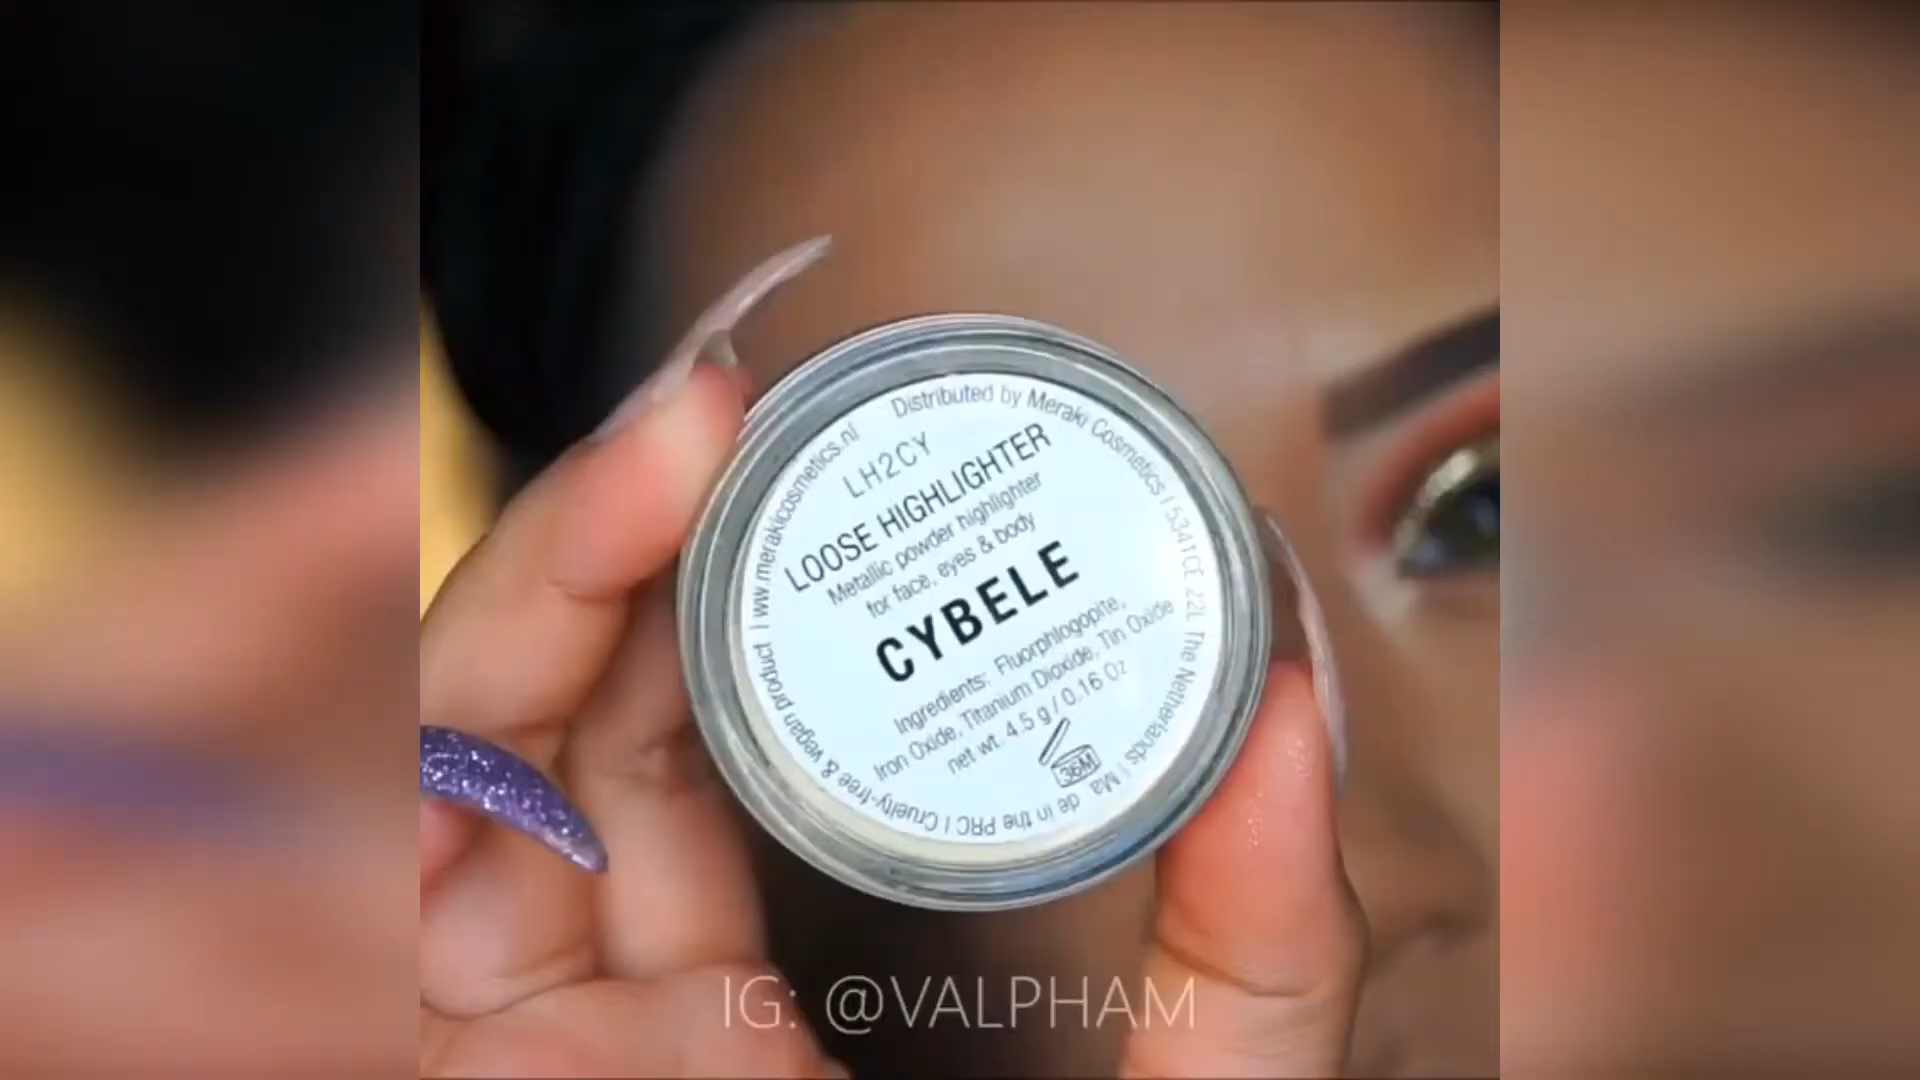 LH2CY
LOOSE HIGHLIGHTER
Metallic powder highlighter
for face, eyes & body
CYBELE
Ingredients: Fluorphlogopite,
Iron Oxide, Titanium Dioxide, Tin Oxide
net wt. 4.5 g / 0.16 Oz
36M
Distributed by Meraki Cosmetics | 5341CE 22L The Netherlands | Ma de in the PRC | Cruelty-free & vegan product | ww.merakicosmetics.nl
IG: @VALPHAM